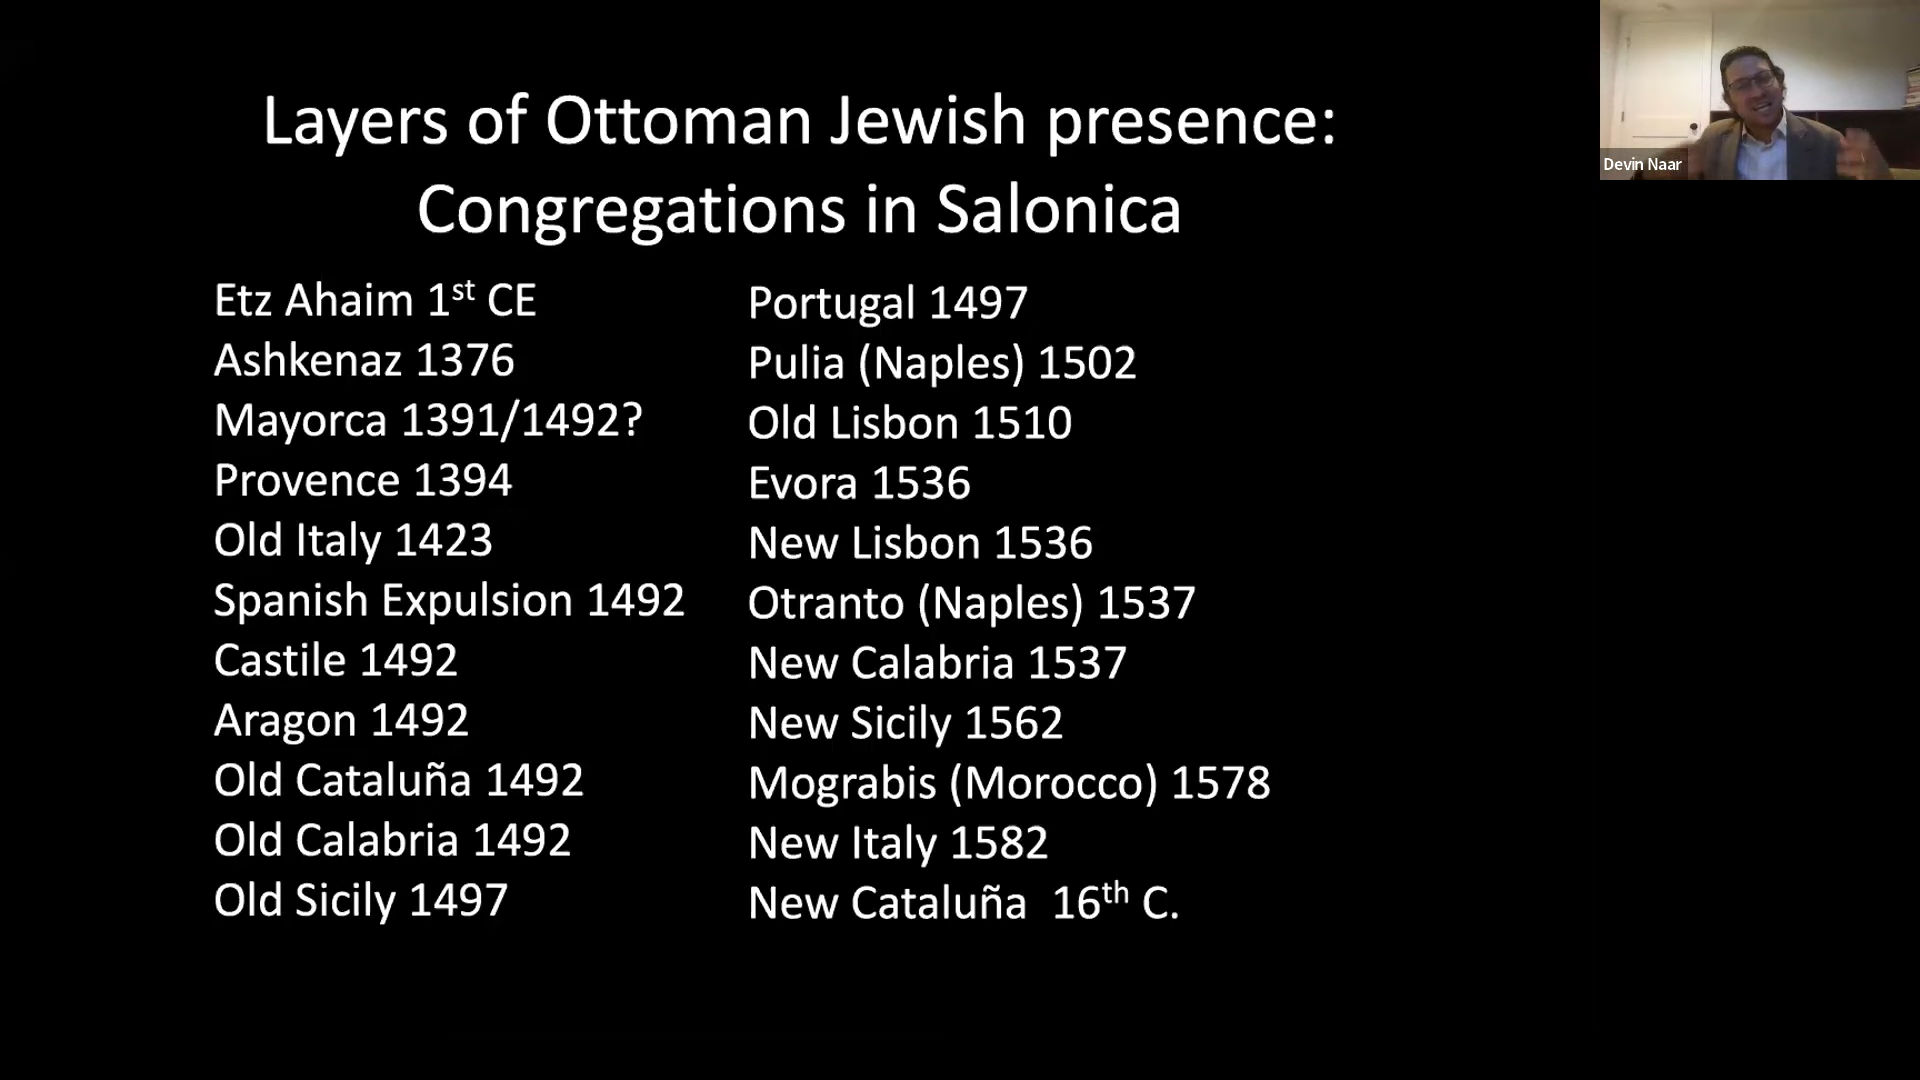 Layers of Ottoman Jewish presence:
Congregations in Salonica
Etz Ahaim 1st CE
Ashkenaz 1376
Mayorca 1391/1492?
Provence 1394
Old Italy 1423
Spanish Expulsion 1492
Castile 1492
Aragon 1492
Old Cataluña 1492
Old Calabria 1492
Old Sicily 1497
Portugal 1497
Pulia (Naples) 1502
Old Lisbon 1510
Evora 1536
New Lisbon 1536
Otranto (Naples) 1537
New Calabria 1537
New Sicily 1562
Mograbis (Morocco) 1578
New Italy 1582
New Cataluña 16th C.
Devin Naar